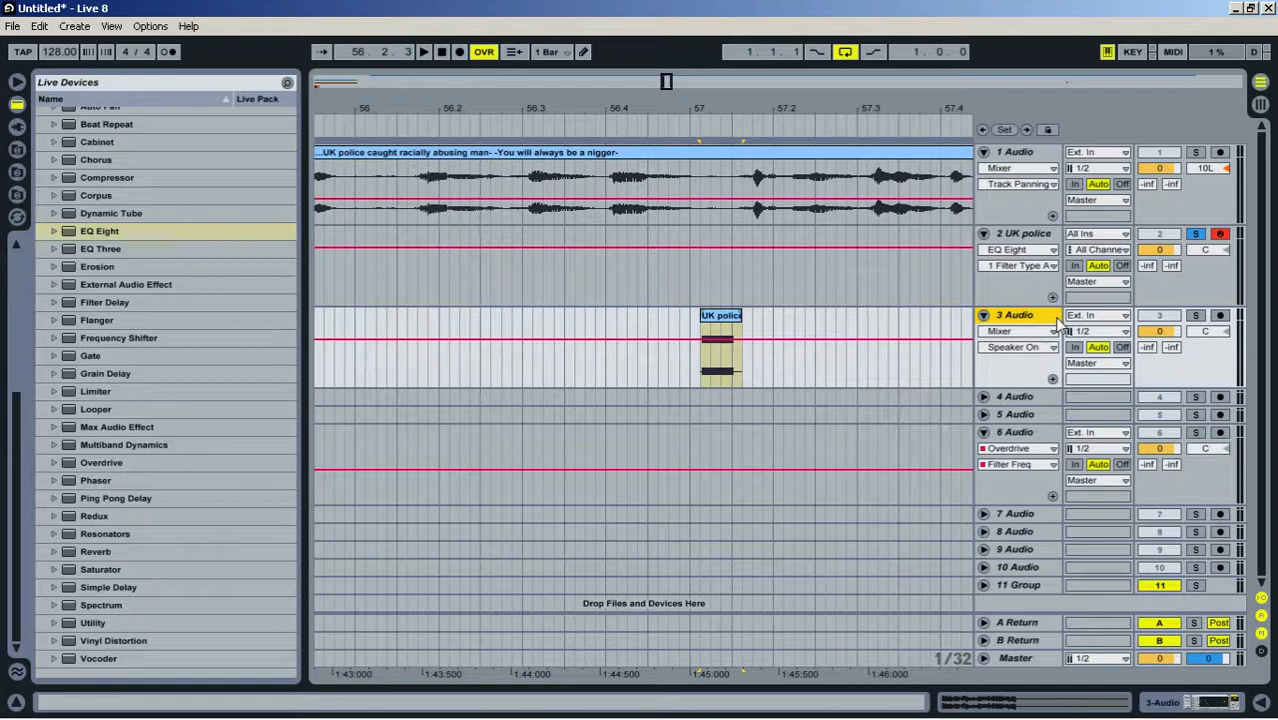 Untitled* - Live 8
File Edit Create View Options Help
TAP 128.00 4 / 4 56. 2. 3 OVR 1 Bar 1. 1. 1 1. 0. 0 KEY MIDI 1 % D
Live Devices
Name Live Pack
Auto Pan
Beat Repeat
Cabinet
Chorus
Compressor
Corpus
Dynamic Tube
EQ Eight
EQ Three
Erosion
External Audio Effect
Filter Delay
Flanger
Frequency Shifter
Gate
Grain Delay
Limiter
Looper
Max Audio Effect
Multiband Dynamics
Overdrive
Phaser
Ping Pong Delay
Redux
Resonators
Reverb
Saturator
Simple Delay
Spectrum
Utility
Vinyl Distortion
Vocoder
56 56.2 56.3 56.4 57 57.2 57.3 57.4
Set
...UK police caught racially abusing man- -You will always be a nigger-
1 Audio Ext. In 1 S
Mixer 1/2 0 10L
Track Panning In Auto Off -inf -inf
Master
2 UK police All Ins 2 S
EQ Eight All Channe 0 C
1 Filter Type A In Auto Off -inf -inf
Master
UK police
3 Audio Ext. In 3 S
Mixer 1/2 0 C
Speaker On In Auto Off -inf -inf
Master
4 Audio 4 S
5 Audio 5 S
6 Audio Ext. In 6 S
Overdrive 1/2 0 C
Filter Freq In Auto Off -inf -inf
Master
7 Audio 7 S
8 Audio 8 S
9 Audio 9 S
10 Audio 10 S
11 Group 11 S
Drop Files and Devices Here
A Return A S Post
B Return B S Post
1/32 Master 1/2 0 0
1:43:000 1:43:500 1:44:000 1:44:500 1:45:000 1:45:500 1:46:000
3-Audio